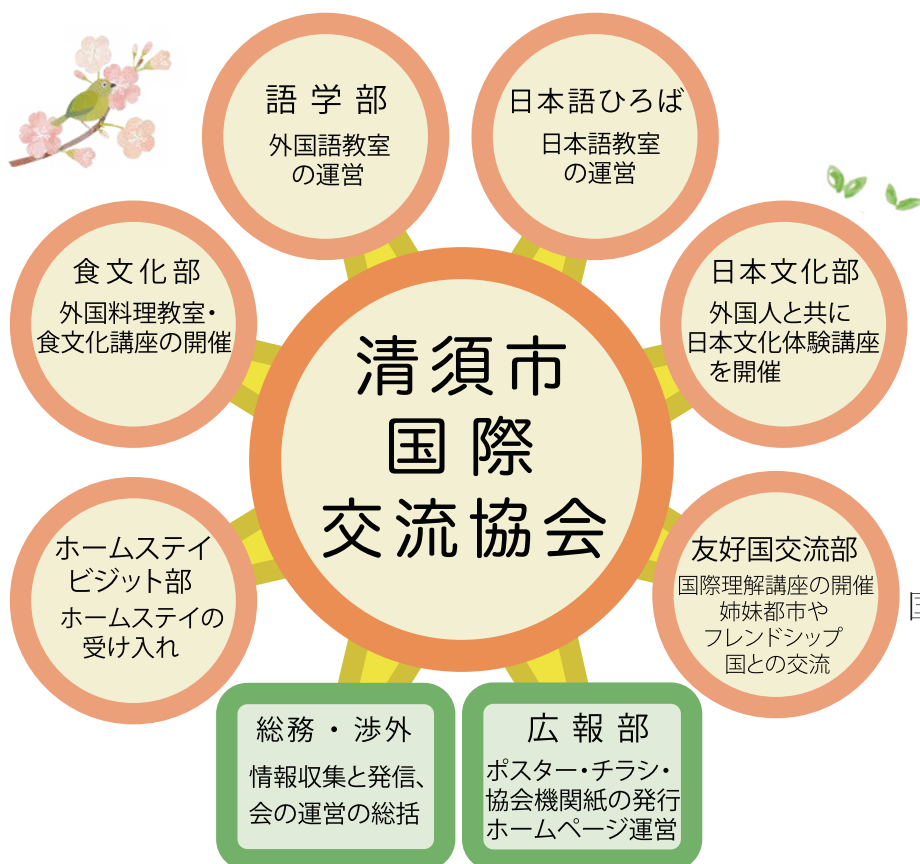 語学部
外国語教室
の運営
日本語ひろば
日本語教室
の運営
食文化部
外国料理教室・
食文化講座の開催
日本文化部
外国人と共に
日本文化体験講座
を開催
清須市
国際
交流協会
ホームステイ
ビジット部
ホームステイの
受け入れ
友好国交流部
国際理解講座の開催
姉妹都市や
フレンドシップ
国との交流
総務・渉外
情報収集と発信、
会の運営の総括
広報部
ポスター・チラシ・
協会機関紙の発行
ホームページ運営